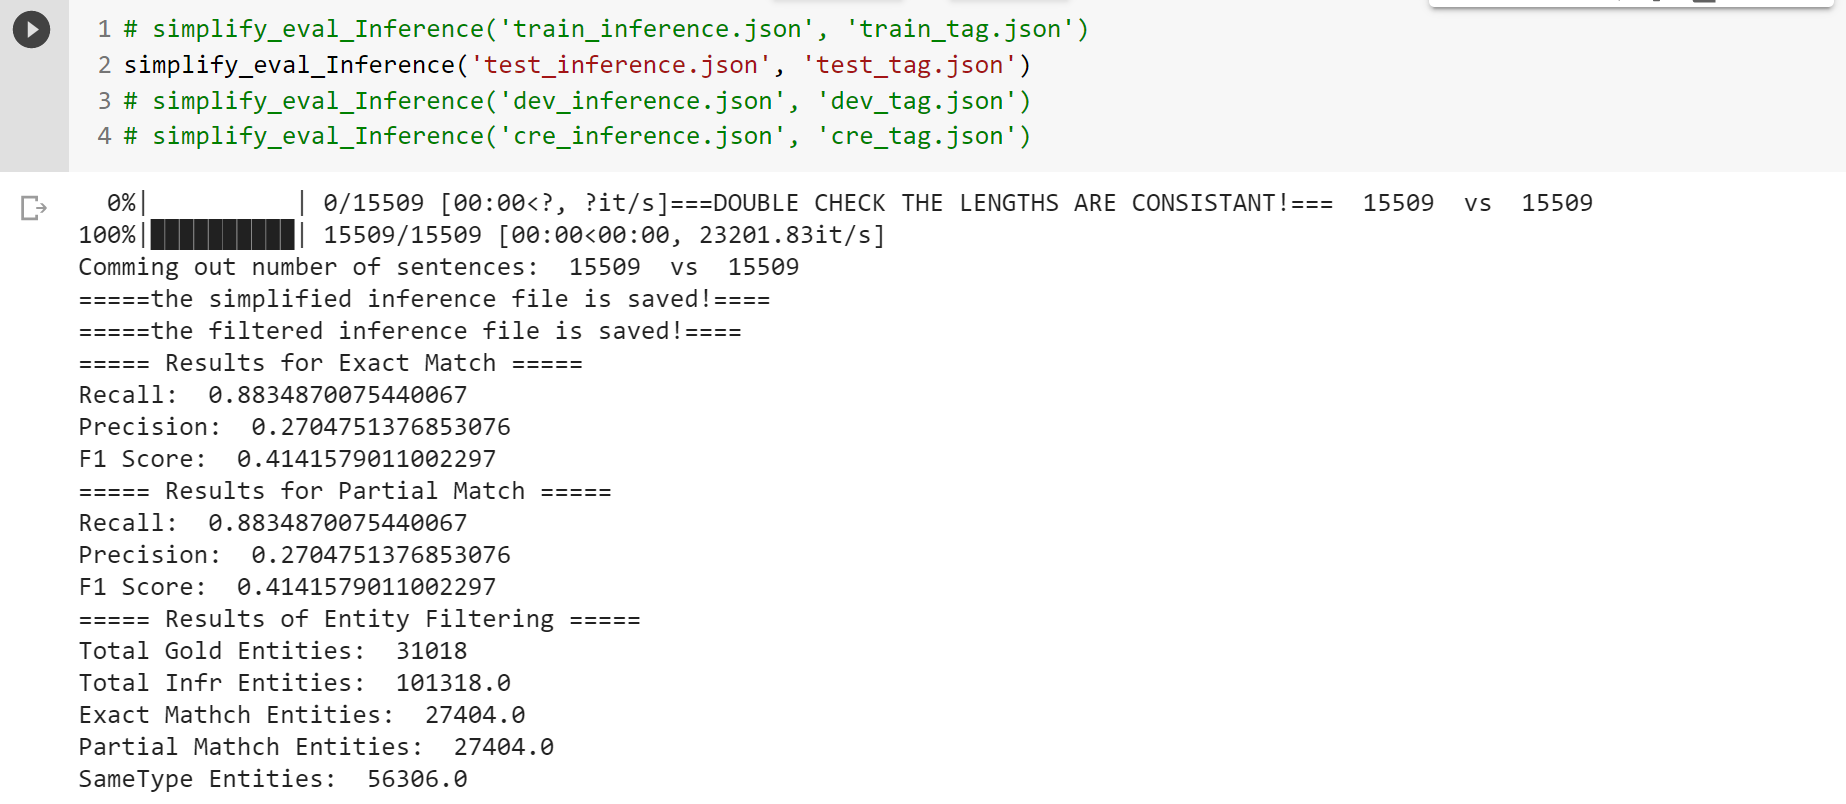 1 # simplify_eval_Inference('train_inference.json', 'train_tag.json')
2 simplify_eval_Inference('test_inference.json', 'test_tag.json')
3 # simplify_eval_Inference('dev_inference.json', 'dev_tag.json')
4 # simplify_eval_Inference('cre_inference.json', 'cre_tag.json')
0%|          | 0/15509 [00:00<?, ?it/s]===DOUBLE CHECK THE LENGTHS ARE CONSISTANT!===  15509  vs  15509
100%|██████████| 15509/15509 [00:00<00:00, 23201.83it/s]
Comming out number of sentences:  15509  vs  15509
=====the simplified inference file is saved!====
=====the filtered inference file is saved!====
===== Results for Exact Match =====
Recall:  0.8834870075440067
Precision:  0.2704751376853076
F1 Score:  0.4141579011002297
===== Results for Partial Match =====
Recall:  0.8834870075440067
Precision:  0.2704751376853076
F1 Score:  0.4141579011002297
===== Results of Entity Filtering =====
Total Gold Entities:  31018
Total Infr Entities:  101318.0
Exact Mathch Entities:  27404.0
Partial Mathch Entities:  27404.0
SameType Entities:  56306.0